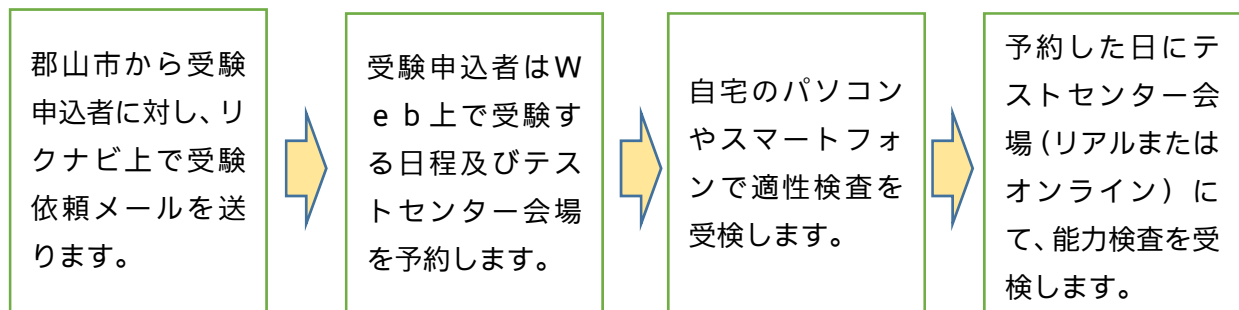 郡山市から受験
申込者に対し、リ
クナビ上で受験
依頼メールを送
ります。
受験申込者はＷ
ｅｂ上で受験す
る日程及びテス
トセンター会場
を予約します。
自宅のパソコン
やスマートフォ
ンで適性検査を
受検します。
予約した日にテ
ストセンター会
場（リアルまたは
オンライン）に
て、能力検査を受
検します。